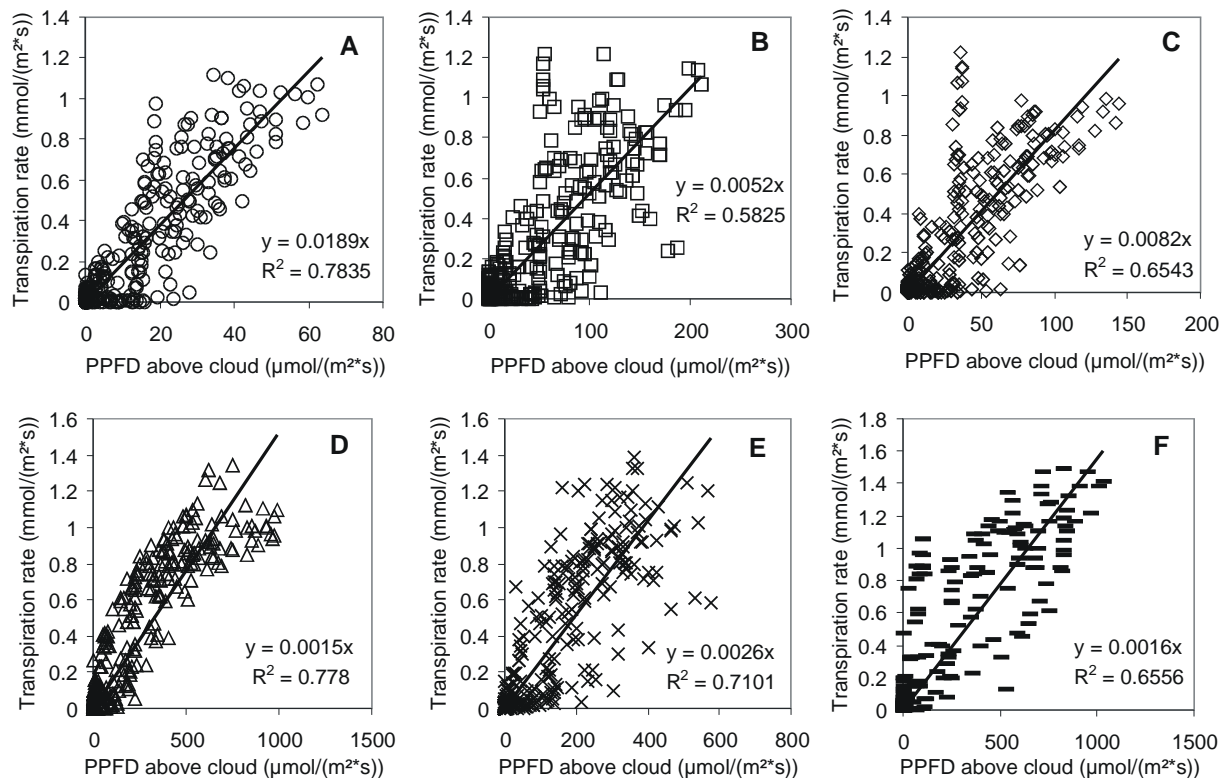 A
Transpiration rate (mmol/(m²*s))
1.4
1.2
1
0.8
0.6
0.4
0.2
0
y = 0.0189x
R² = 0.7835
0 20 40 60 80
PPFD above cloud (µmol/(m²*s))
B
Transpiration rate (mmol/(m²*s))
1.4
1.2
1
0.8
0.6
0.4
0.2
0
y = 0.0052x
R² = 0.5825
0 100 200 300
PPFD above cloud (µmol/(m²*s))
C
Transpiration rate (mmol/(m²*s))
1.4
1.2
1
0.8
0.6
0.4
0.2
0
y = 0.0082x
R² = 0.6543
0 50 100 150 200
PPFD above cloud (µmol/(m²*s))
D
Transpiration rate (mmol/(m²*s))
1.6
1.4
1.2
1
0.8
0.6
0.4
0.2
0
y = 0.0015x
R² = 0.778
0 500 1000 1500
PPFD above cloud (µmol/(m²*s))
E
Transpiration rate (mmol/(m²*s))
1.6
1.4
1.2
1
0.8
0.6
0.4
0.2
0
y = 0.0026x
R² = 0.7101
0 200 400 600 800
PPFD above cloud (µmol/(m²*s))
F
Transpiration rate (mmol/(m²*s))
1.8
1.6
1.4
1.2
1
0.8
0.6
0.4
0.2
0
y = 0.0016x
R² = 0.6556
0 500 1000 1500
PPFD above cloud (µmol/(m²*s))